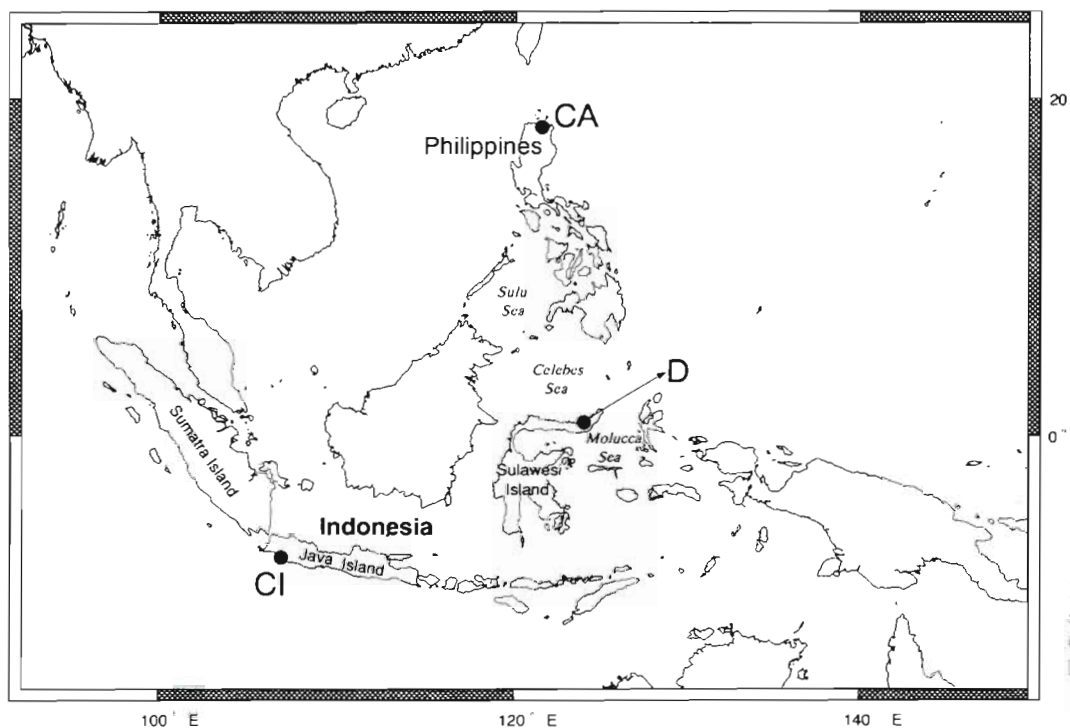 20
CA
Philippines
Sulu
Sea
Celebes
Sea
D
0
Molucca
Sea
Sumatra Island
Sulawesi
Island
Indonesia
Java Island
CI
100 ° E
120 ° E
140 ° E